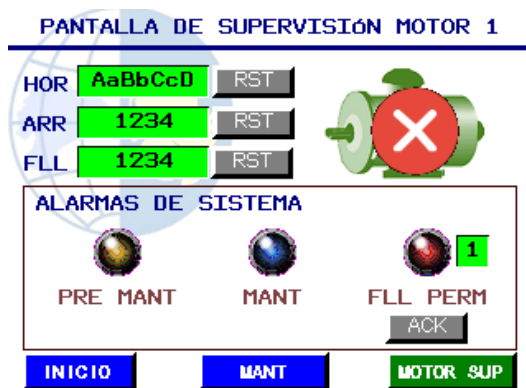 PANTALLA DE SUPERVISIÓN MOTOR 1
HOR AaBbCcD RST
ARR 1234 RST
FLL 1234 RST
ALARMAS DE SISTEMA
1
PRE MANT MANT FLL PERM
ACK
INICIO MANT MOTOR SUP